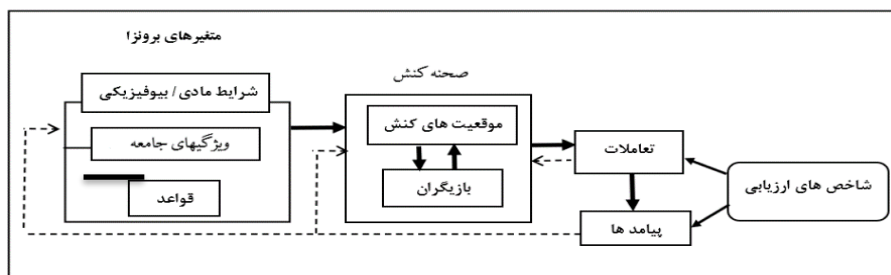 متغیرهای برونزا
شرایط مادی / بیوفیزیکی
ویژگیهای جامعه
قواعد
صحنه کنش
موقعیت های کنش
بازیگران
تعاملات
پیامد ها
شاخص های ارزیابی